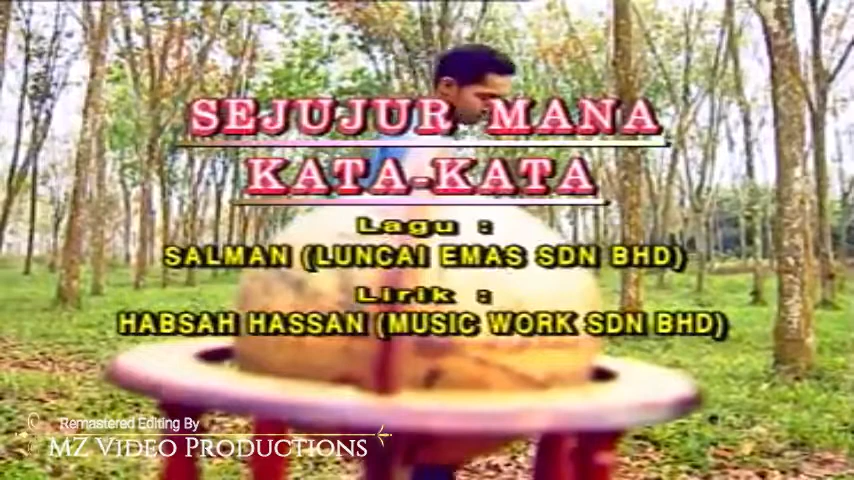 SEJUJUR MANA
KATA-KATA
Lagu :
SALMAN (LUNCAI EMAS SDN BHD)
Lirik :
HABSAH HASSAN (MUSIC WORK SDN BHD)
Remastered Editing By
MZ VIDEO PRODUCTIONS